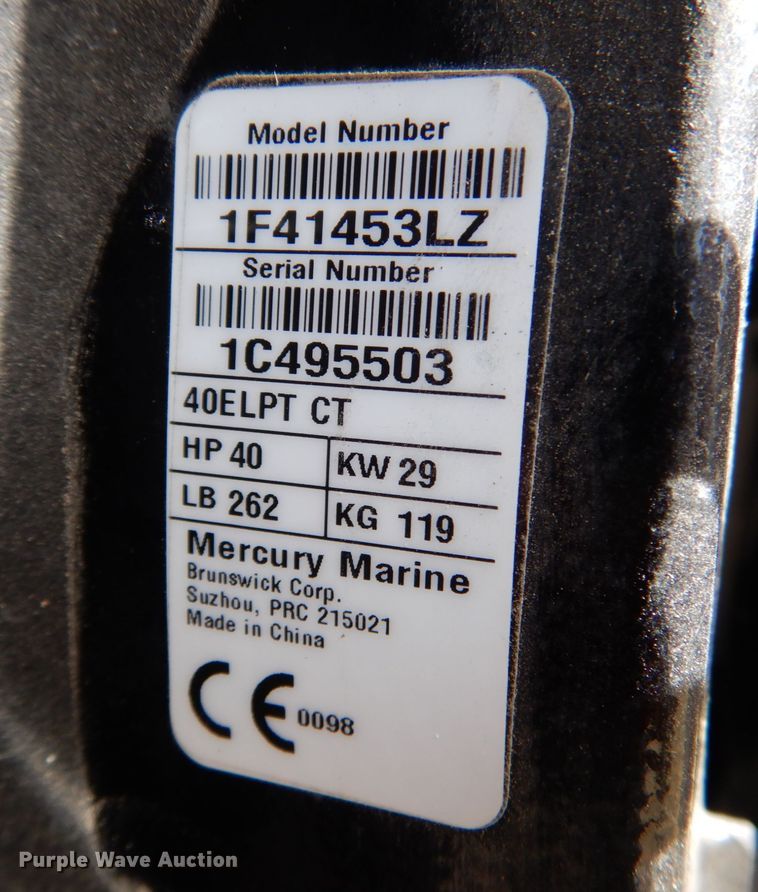 Model Number
1F41453LZ
Serial Number
1C495503
40ELPT CT
HP 40 KW 29
LB 262 KG 119
Mercury Marine
Brunswick Corp.
Suzhou, PRC 215021
Made in China
CE 0098
Purple Wave Auction